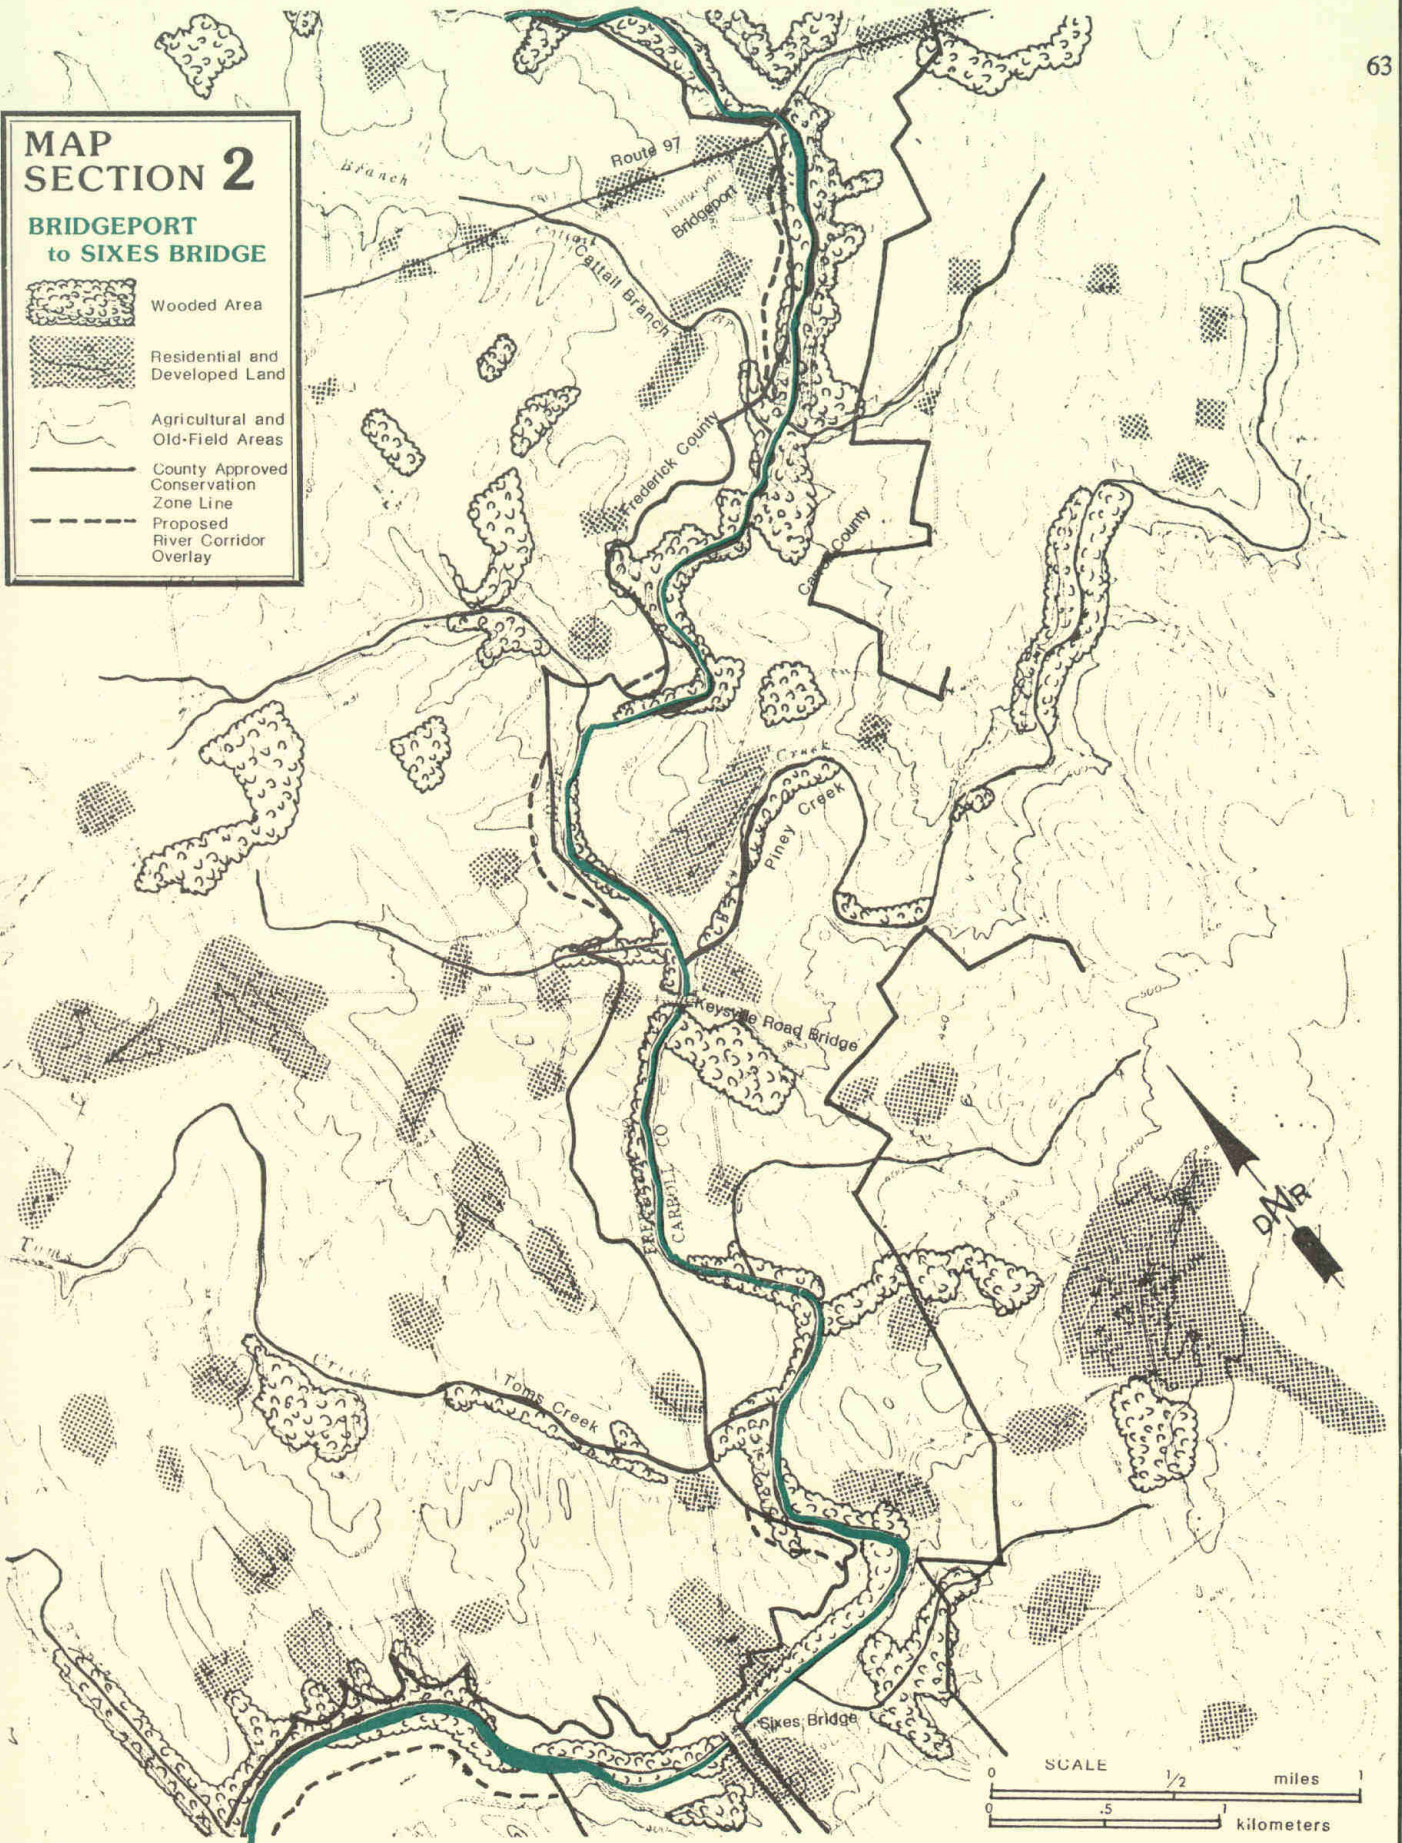 63
MAP
SECTION 2
BRIDGEPORT
to SIXES BRIDGE
Wooded Area
Residential and
Developed Land
Agricultural and
Old-Field Areas
County Approved
Conservation
Zone Line
Proposed
River Corridor
Overlay
Branch
Route 97
Bridgeport
Cattail Branch
Frederick County
Carroll County
Creek
Piney Creek
Keysville Road Bridge
CARROLL CO
500
Toms
Creek
Toms Creek
DNR
Sixes Bridge
SCALE
0 1/2 miles 1
0 .5 1 kilometers